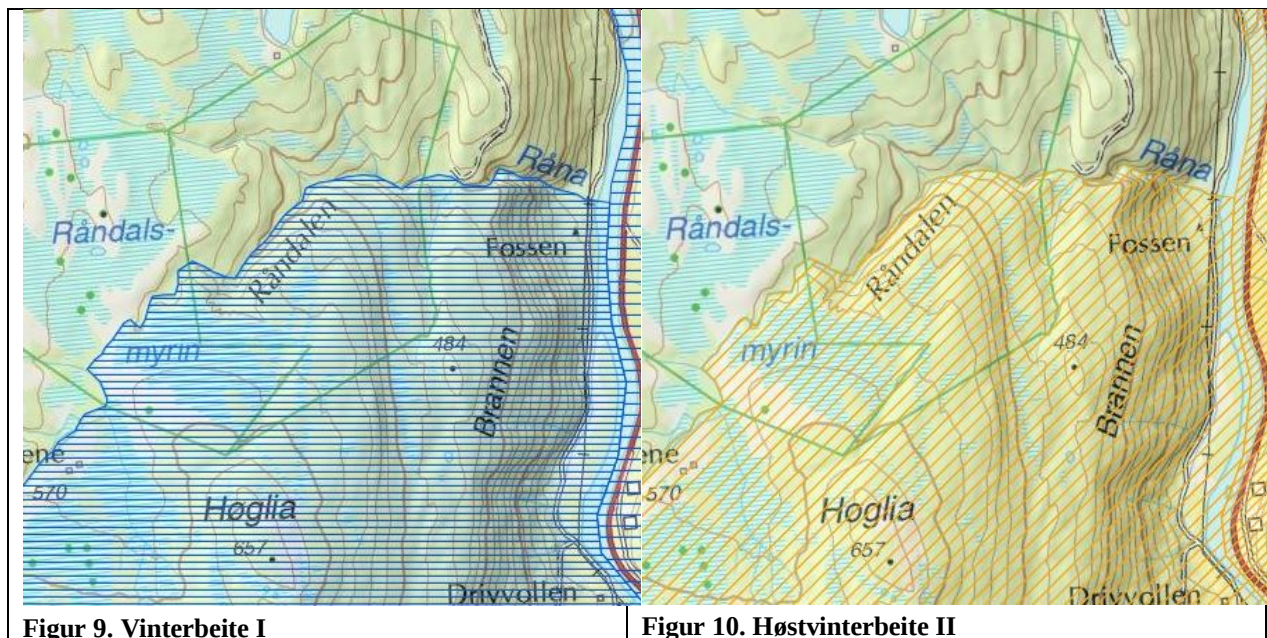 Råna
Råndals-
Råndalen
Fossen
myrin
484
Brannen
ene
570
Høglia
657
Drivvollen
Figur 9. Vinterbeite I
Råna
Råndals-
Råndalen
Fossen
myrin
484
Brannen
ene
570
Høglia
657
Drivvollen
Figur 10. Høstvinterbeite II